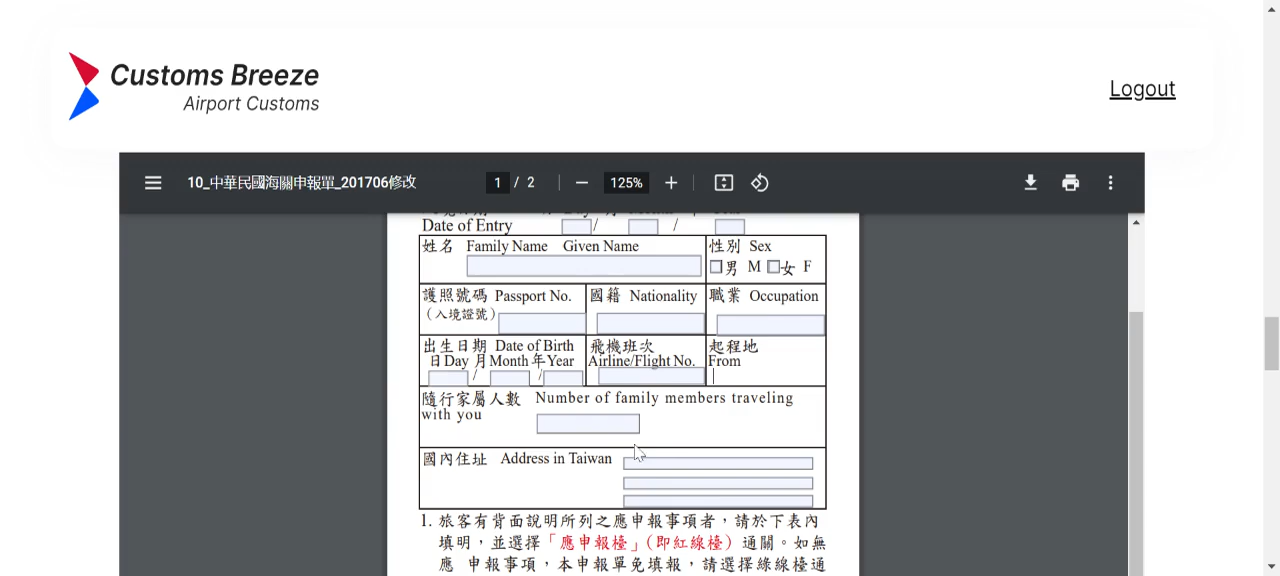 Customs Breeze
Airport Customs
Logout
10_中華民國海關申報單_201706修改
1 / 2
125%
Date of Entry / /
姓名 Family Name Given Name
性別 Sex
男 M 女 F
護照號碼 Passport No.
(入境證號)
國籍 Nationality
職業 Occupation
出生日期 Date of Birth
日Day 月Month 年Year
/ /
飛機班次
Airline/Flight No.
起程地
From
隨行家屬人數 Number of family members traveling
with you
國內住址 Address in Taiwan
1. 旅客有背面說明所列之應申報事項者，請於下表內
填明，並選擇「應申報檯」(即紅線檯) 通關。如無
應 申報事項，本申報單免填報，請選擇綠線檯通